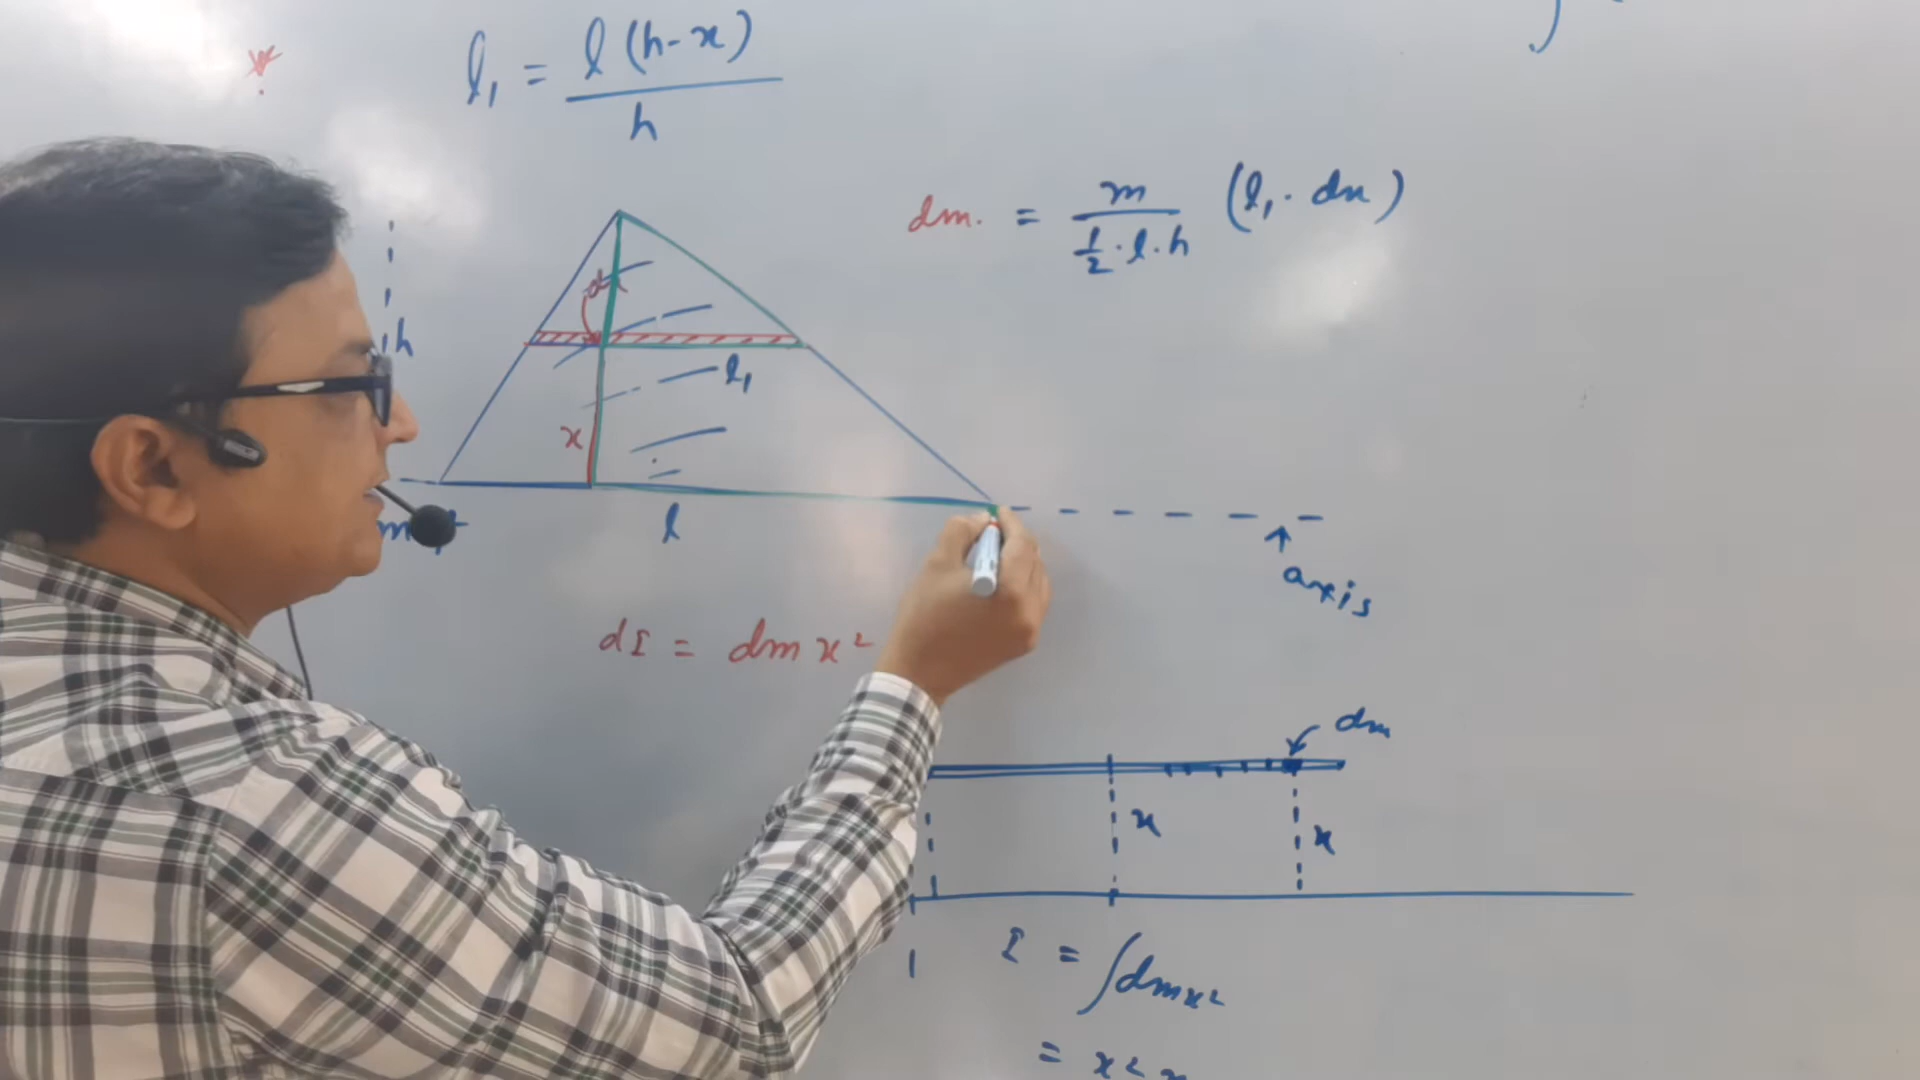 l₁ = l (h-x) / h
dm. = m / ½·l·h (l₁·dx)
h
l₁
x
l
axis
dI = dm x²
dm
x
x
I = ∫dm x²